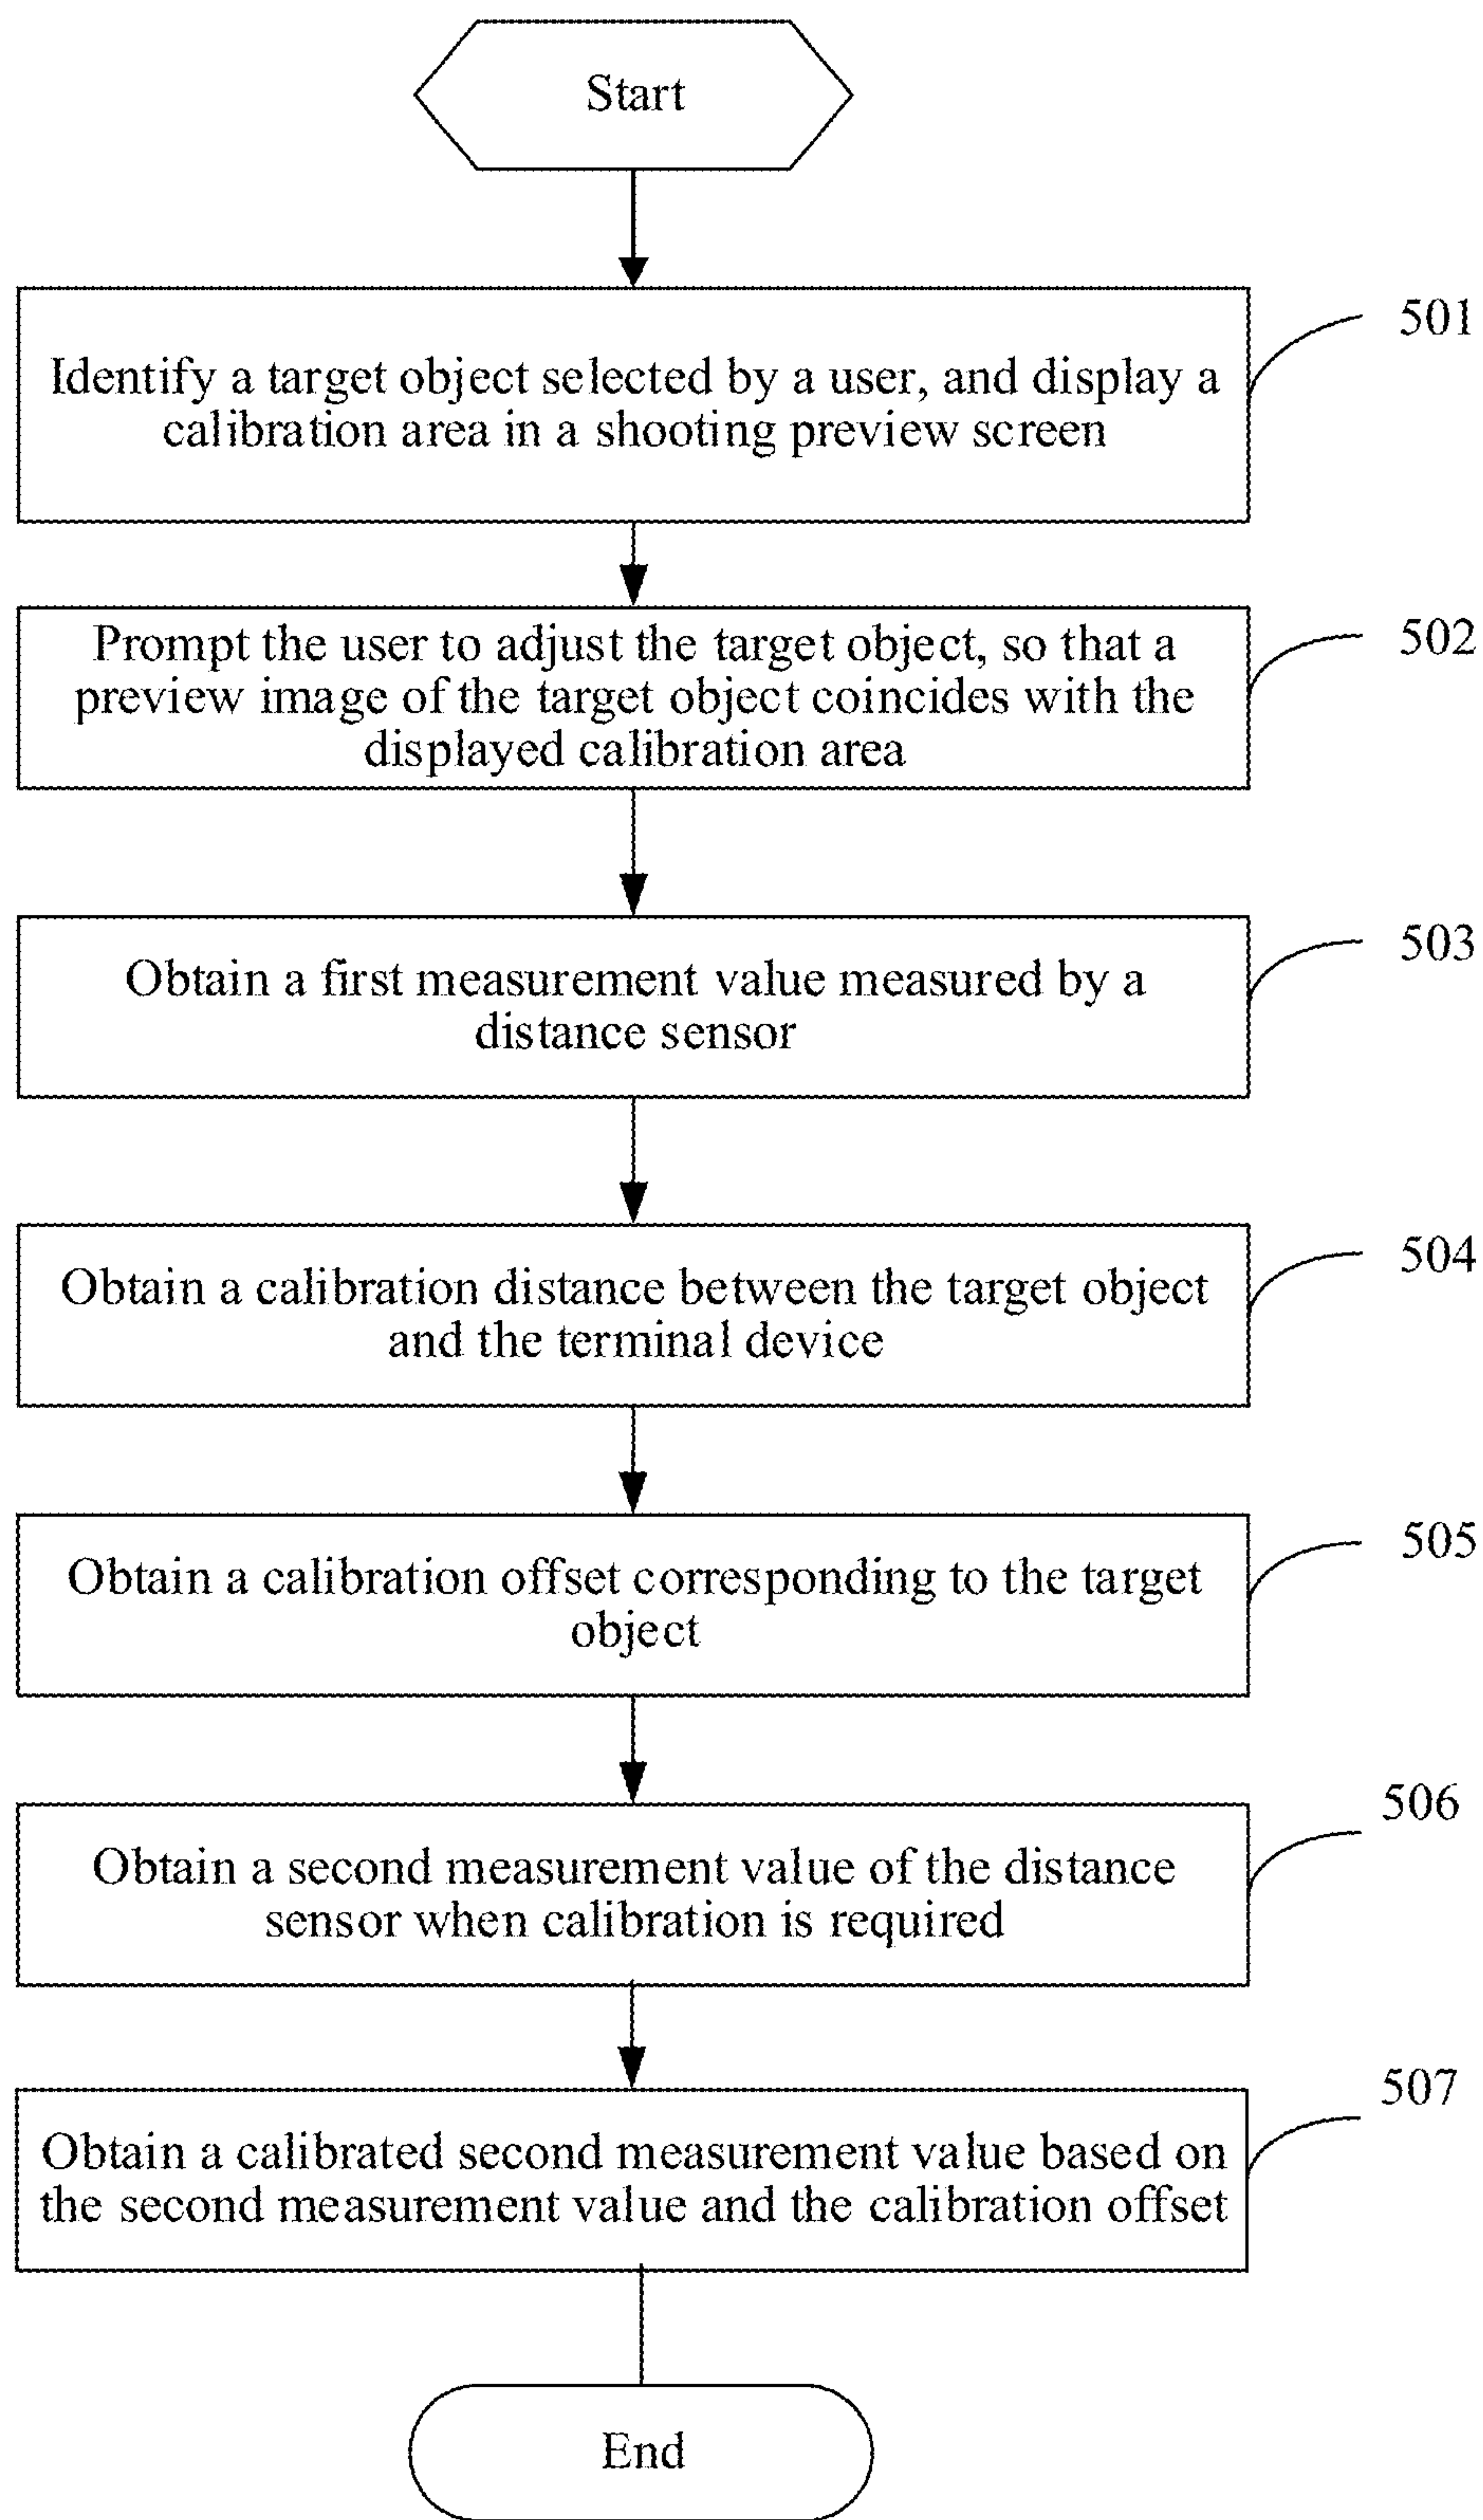 Start
501
Identify a target object selected by a user, and display a
calibration area in a shooting preview screen
502
Prompt the user to adjust the target object, so that a
preview image of the target object coincides with the
displayed calibration area
503
Obtain a first measurement value measured by a
distance sensor
504
Obtain a calibration distance between the target object
and the terminal device
505
Obtain a calibration offset corresponding to the target
object
506
Obtain a second measurement value of the distance
sensor when calibration is required
507
Obtain a calibrated second measurement value based on
the second measurement value and the calibration offset
End